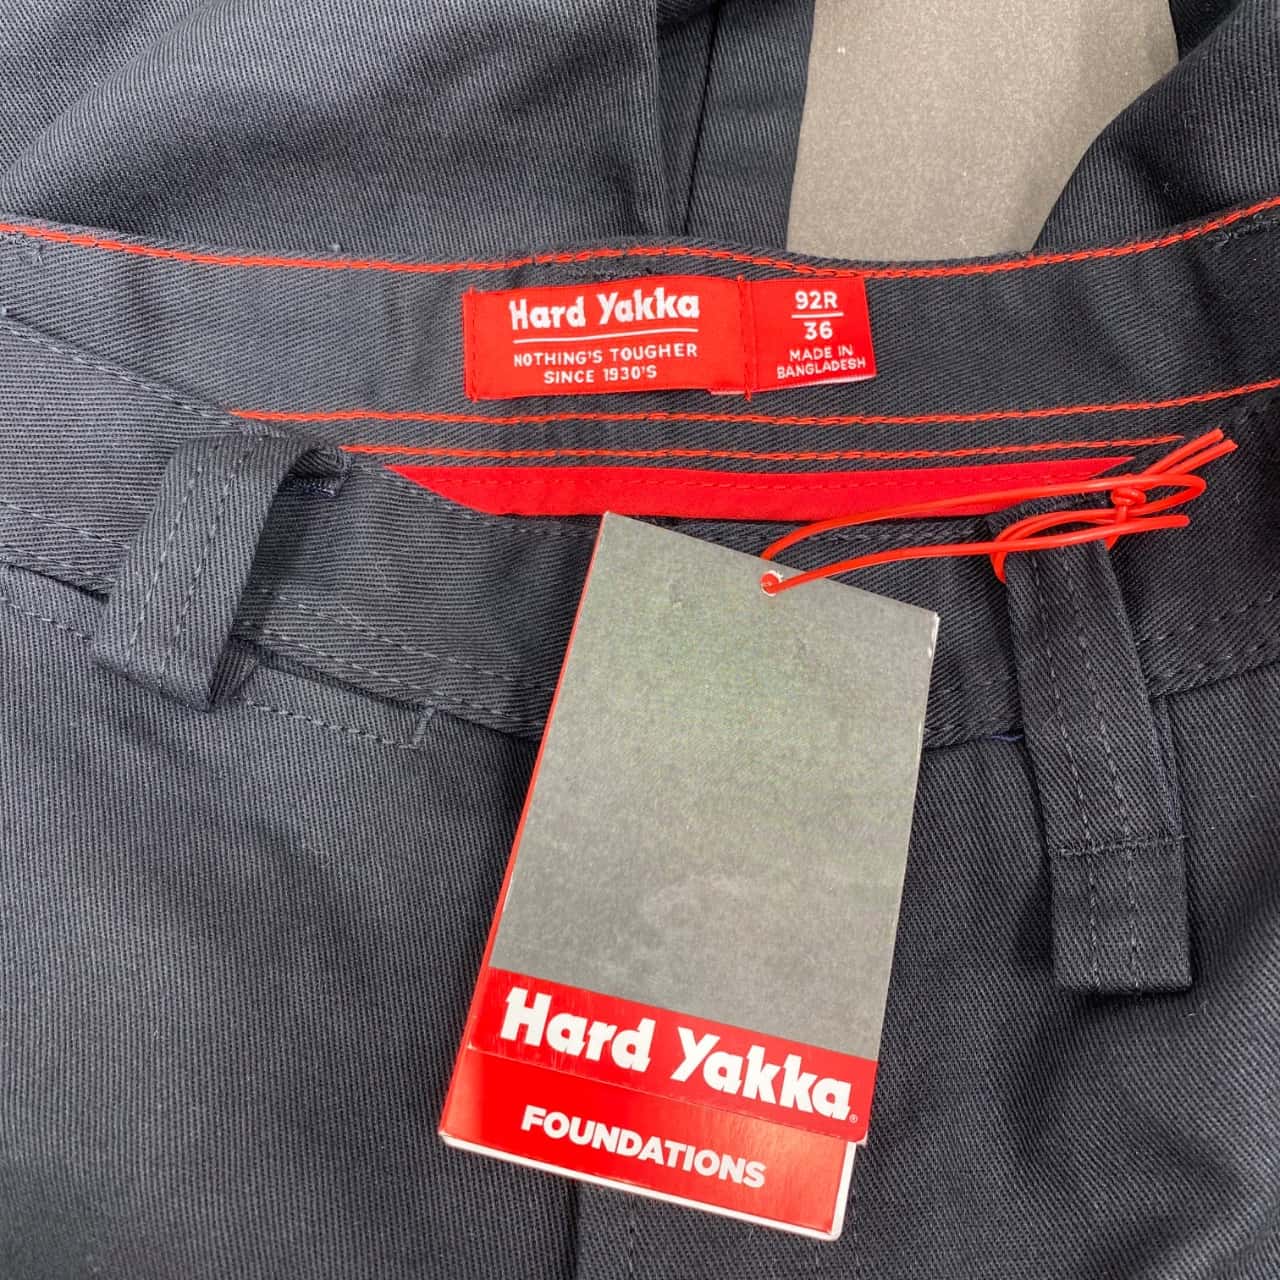 Hard Yakka
NOTHING'S TOUGHER
SINCE 1930'S
92R
36
MADE IN
BANGLADESH
Hard Yakka®
FOUNDATIONS